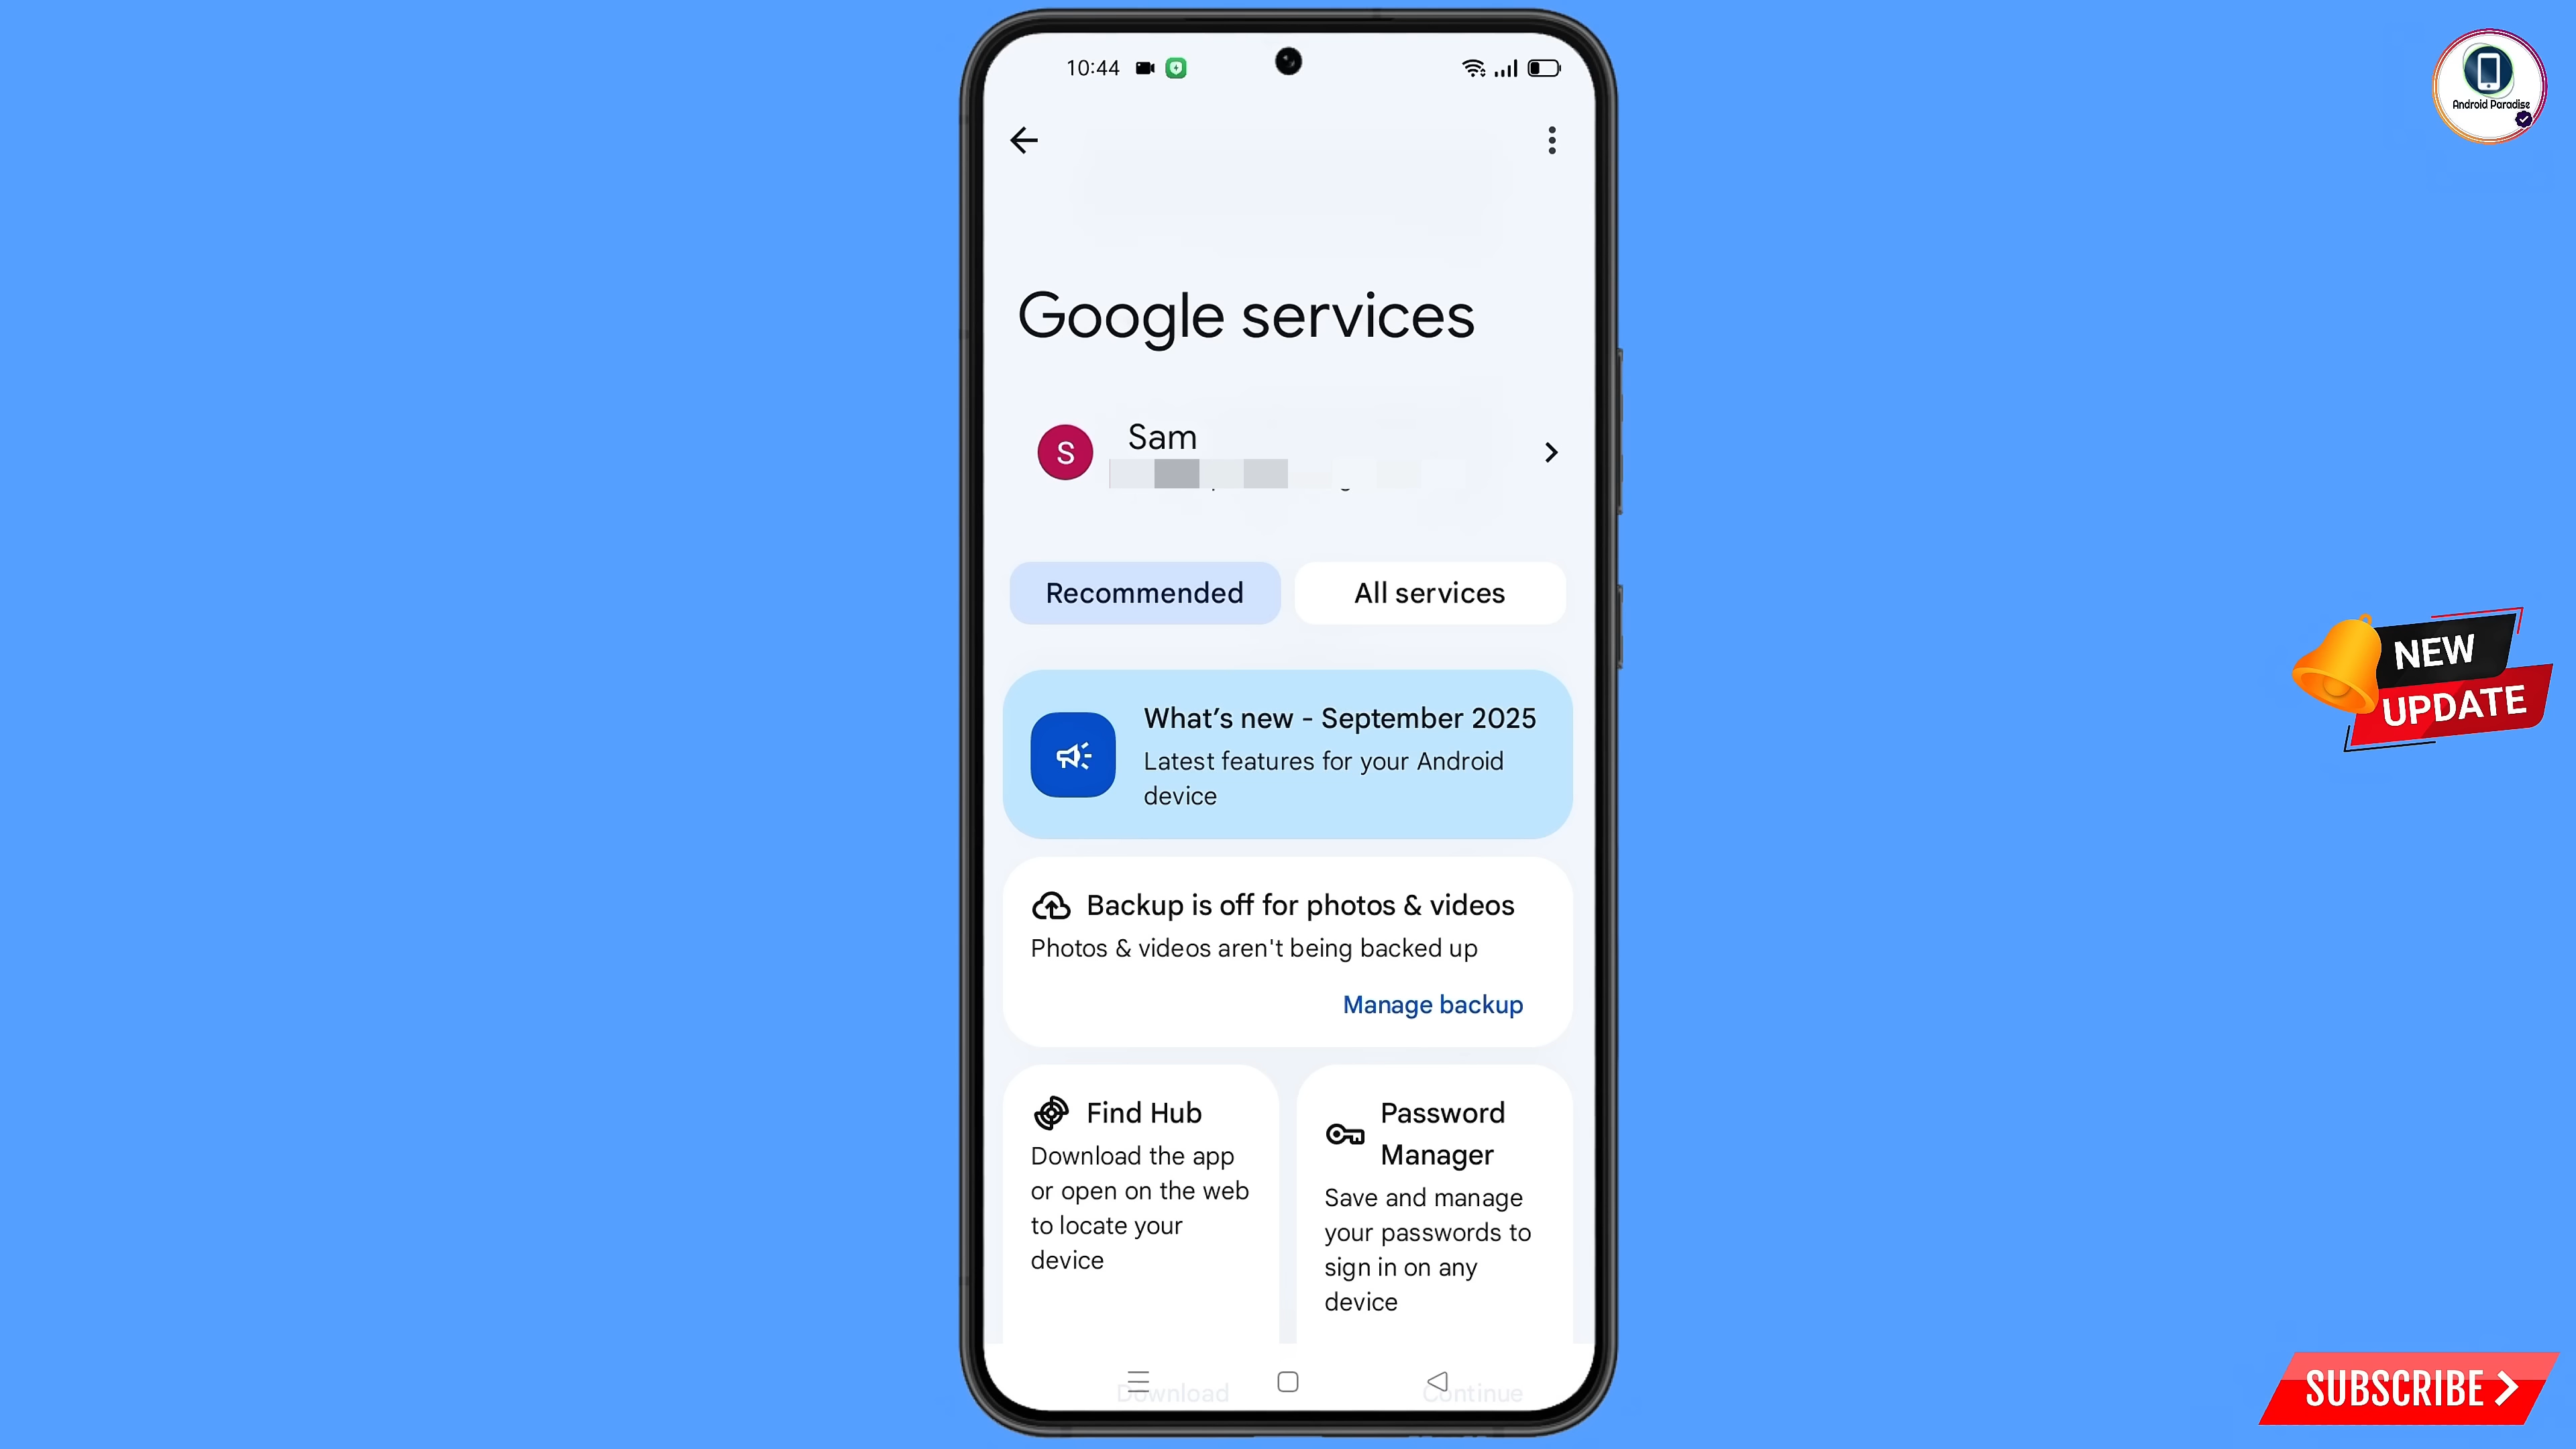 10:44
Android Paradise
Google services
S
Sam
Recommended
All services
What's new - September 2025
Latest features for your Android
device
Backup is off for photos & videos
Photos & videos aren't being backed up
Manage backup
Find Hub
Download the app
or open on the web
to locate your
device
Password
Manager
Save and manage
your passwords to
sign in on any
device
Download
Continue
NEW
UPDATE
SUBSCRIBE